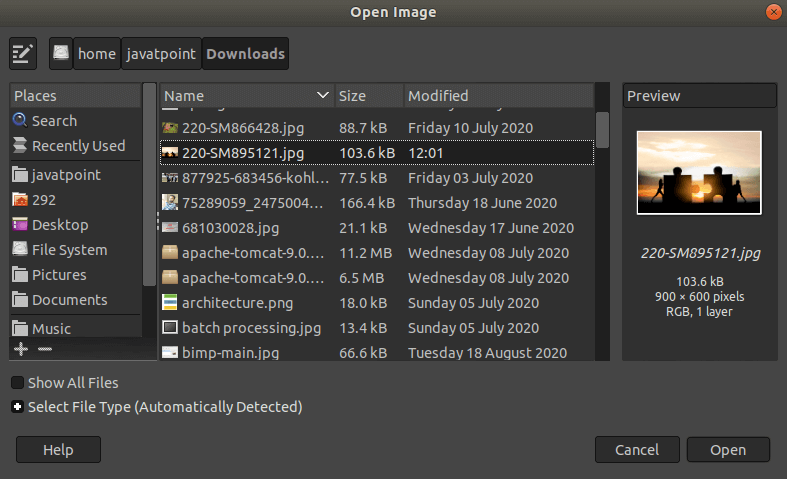 Open Image
home javatpoint Downloads
Places
Search
Recently Used
javatpoint
292
Desktop
File System
Pictures
Documents
Music
Name Size Modified
220-SM866428.jpg 88.7 kB Friday 10 July 2020
220-SM895121.jpg 103.6 kB 12:01
877925-683456-kohl... 77.5 kB Friday 03 July 2020
75289059_2475004... 166.4 kB Thursday 18 June 2020
681030028.jpg 21.1 kB Wednesday 17 June 2020
apache-tomcat-9.0.... 11.2 MB Wednesday 08 July 2020
apache-tomcat-9.0.... 6.5 MB Wednesday 08 July 2020
architecture.png 18.0 kB Sunday 05 July 2020
batch processing.jpg 13.4 kB Sunday 05 July 2020
bimp-main.jpg 66.6 kB Tuesday 18 August 2020
Preview
220-SM895121.jpg
103.6 kB
900 × 600 pixels
RGB, 1 layer
Show All Files
Select File Type (Automatically Detected)
Help Cancel Open